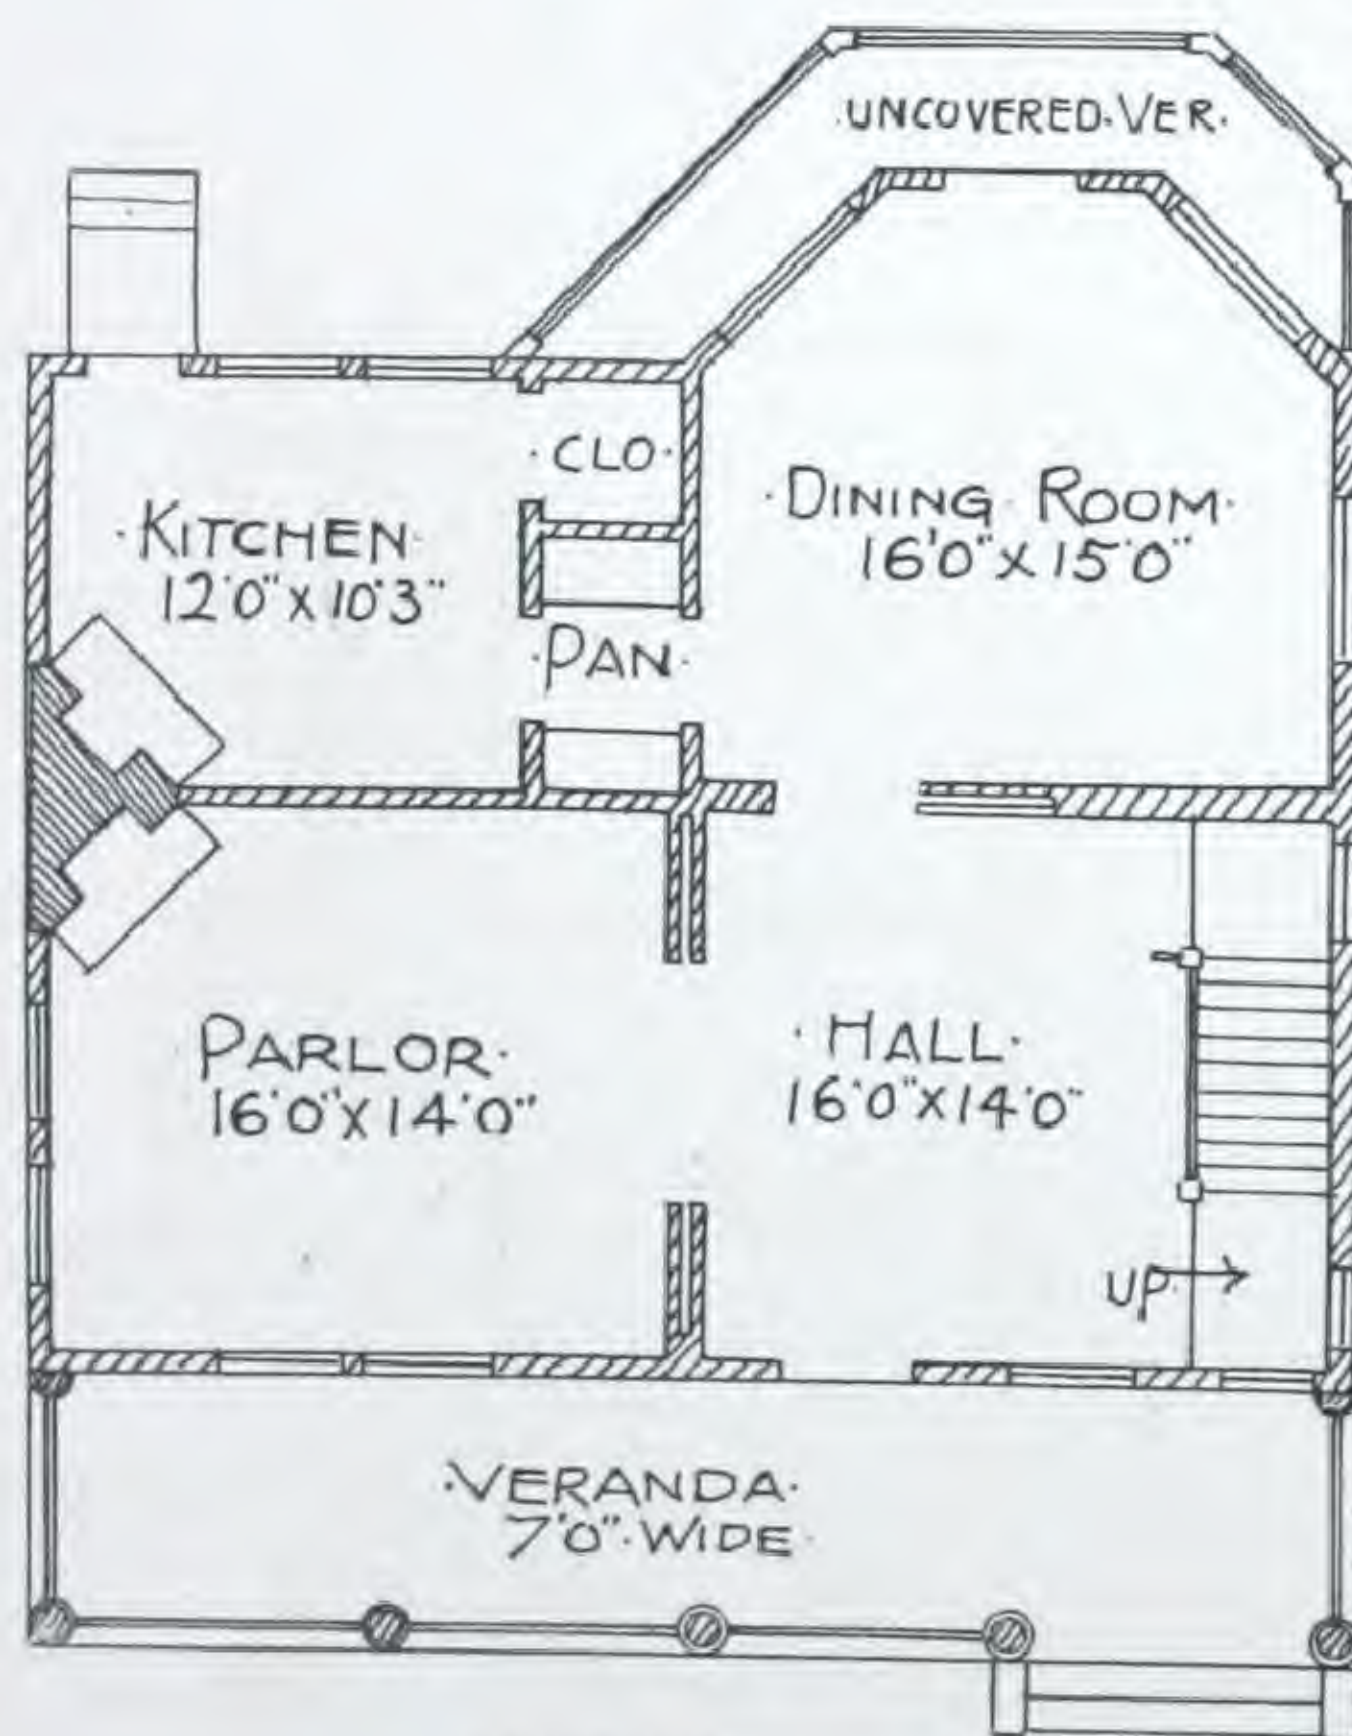 ·UNCOVERED·VER·
·CLO·
·KITCHEN·
12'0"X10'3"
·DINING ROOM·
16'0"X15'0"
·PAN·
PARLOR·
16'0"X14'0"
·HALL·
16'0"X14'0"
UP·
·VERANDA·
7'0"·WIDE·